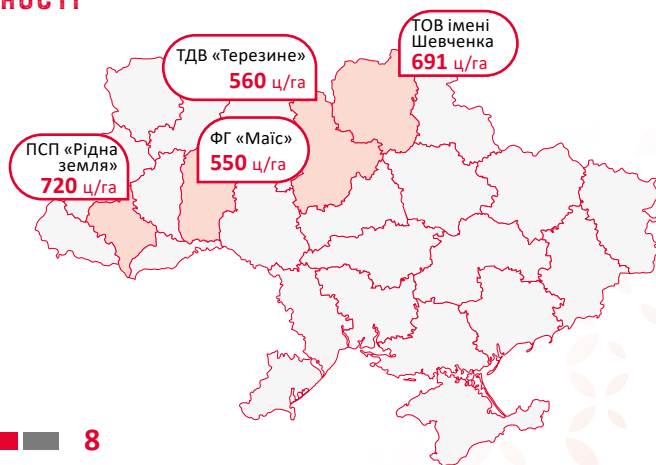 ТОВ імені
Шевченка
691 ц/га
ТДВ «Терезине»
560 ц/га
ФГ «Маїс»
550 ц/га
ПСП «Рідна
земля»
720 ц/га
8